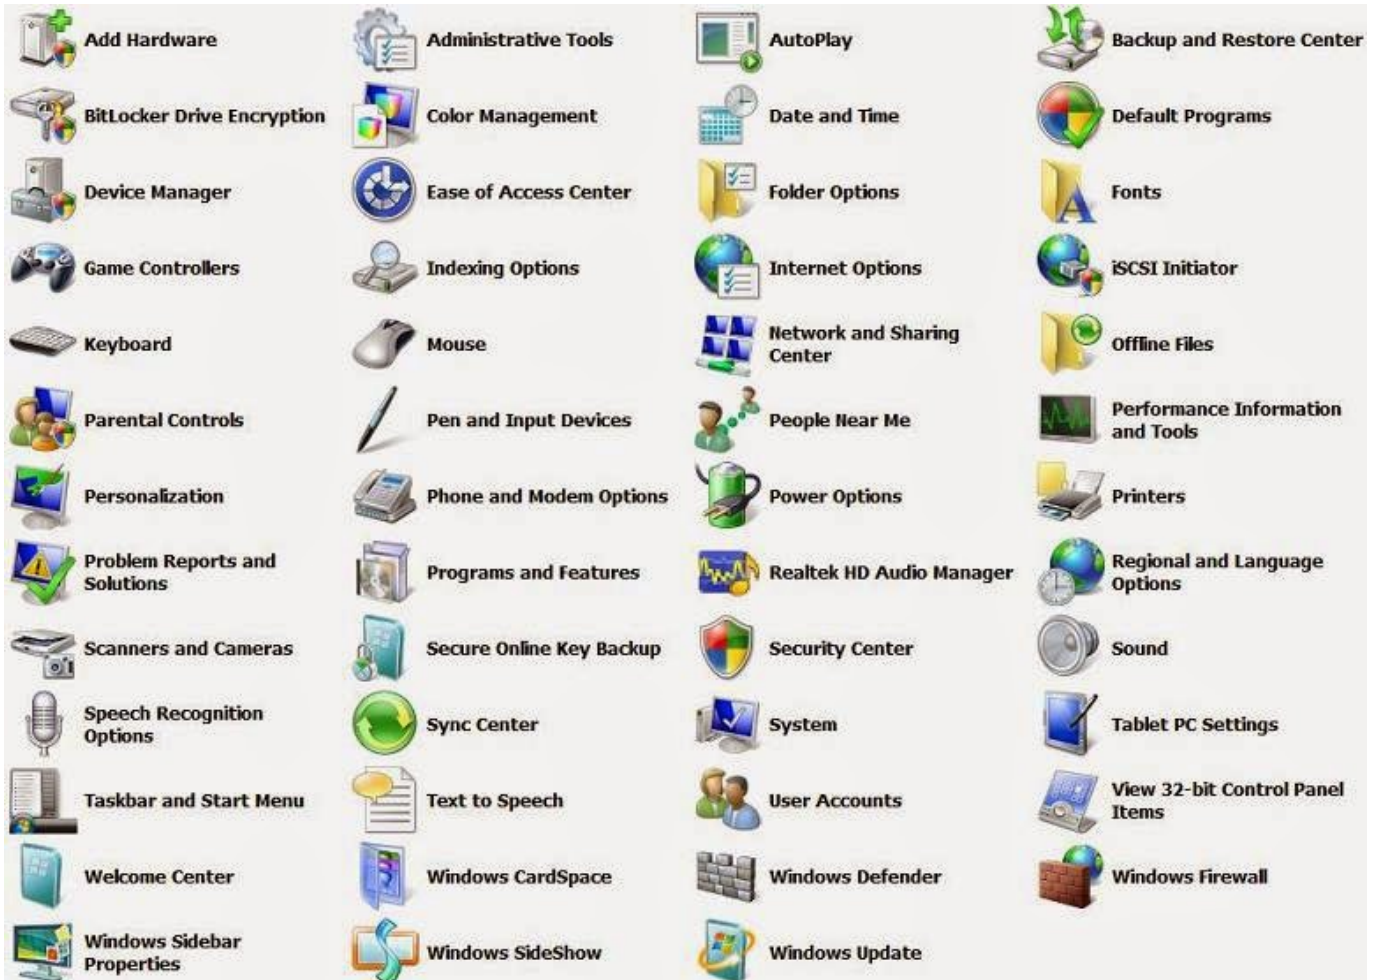 Add Hardware
Administrative Tools
AutoPlay
Backup and Restore Center
BitLocker Drive Encryption
Color Management
Date and Time
Default Programs
Device Manager
Ease of Access Center
Folder Options
Fonts
Game Controllers
Indexing Options
Internet Options
iSCSI Initiator
Keyboard
Mouse
Network and Sharing
Center
Offline Files
Parental Controls
Pen and Input Devices
People Near Me
Performance Information
and Tools
Personalization
Phone and Modem Options
Power Options
Printers
Problem Reports and
Solutions
Programs and Features
Realtek HD Audio Manager
Regional and Language
Options
Scanners and Cameras
Secure Online Key Backup
Security Center
Sound
Speech Recognition
Options
Sync Center
System
Tablet PC Settings
Taskbar and Start Menu
Text to Speech
User Accounts
View 32-bit Control Panel
Items
Welcome Center
Windows CardSpace
Windows Defender
Windows Firewall
Windows Sidebar
Properties
Windows SideShow
Windows Update